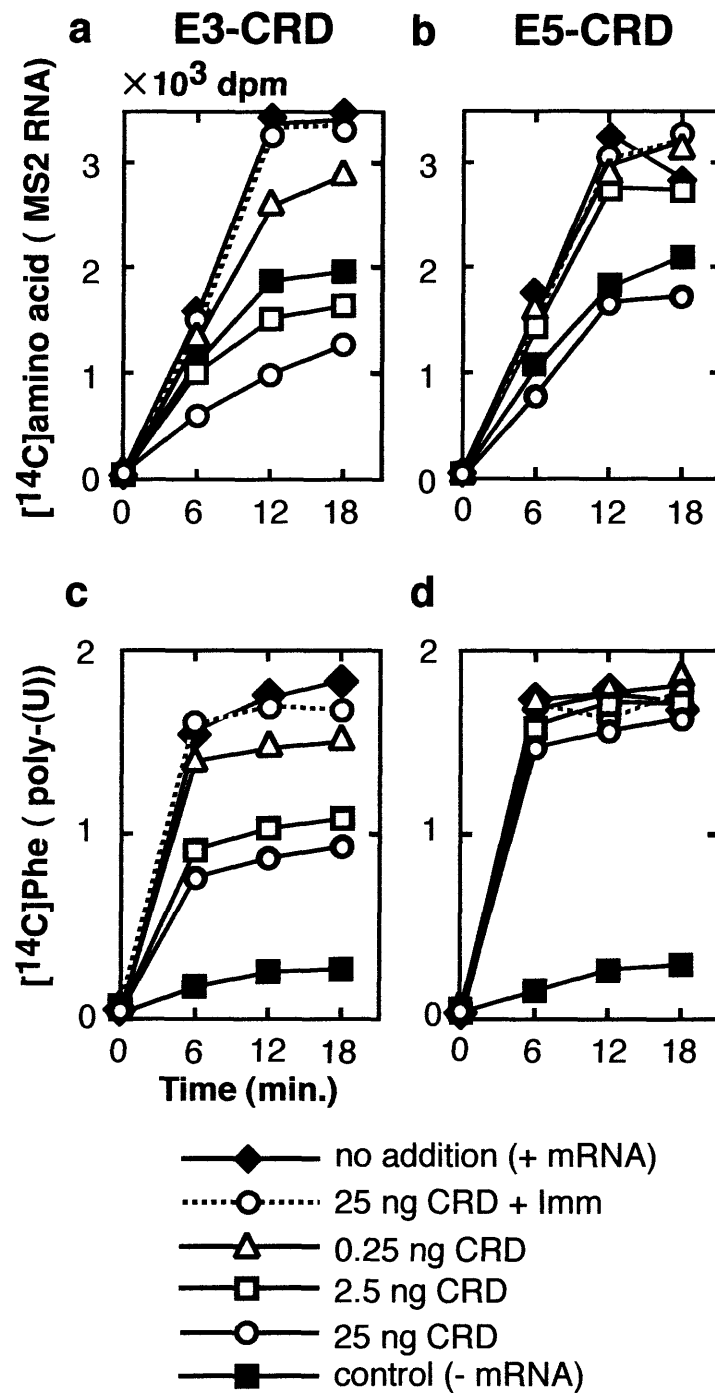 a E3-CRD b E5-CRD
×10³ dpm
[¹⁴C]amino acid ( MS2 RNA)
3 3
2 2
1 1
0 0
0 6 12 18 0 6 12 18
c d
[¹⁴C]Phe ( poly-(U))
2 2
1 1
0 0
0 6 12 18 0 6 12 18
Time (min.)
no addition (+ mRNA)
25 ng CRD + Imm
0.25 ng CRD
2.5 ng CRD
25 ng CRD
control (- mRNA)